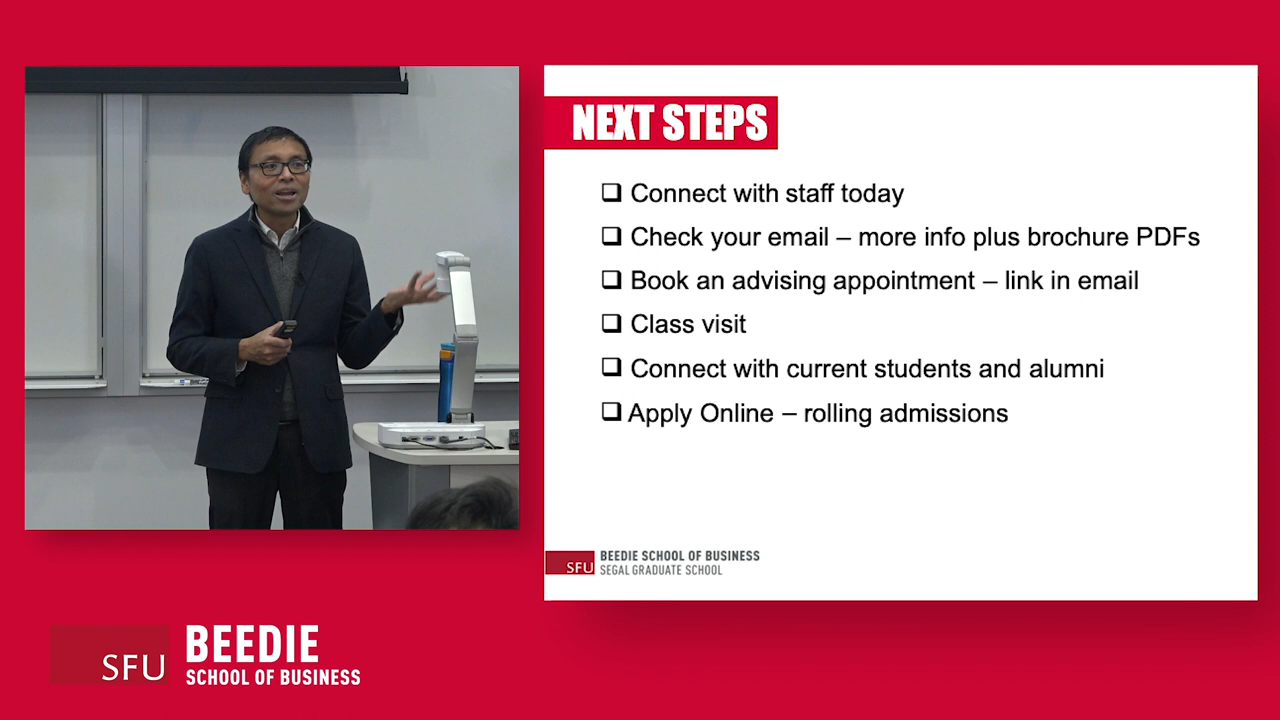 NEXT STEPS
❑ Connect with staff today
❑ Check your email – more info plus brochure PDFs
❑ Book an advising appointment – link in email
❑ Class visit
❑ Connect with current students and alumni
❑ Apply Online – rolling admissions
SFU
BEEDIE SCHOOL OF BUSINESS
SEGAL GRADUATE SCHOOL
SFU
BEEDIE
SCHOOL OF BUSINESS